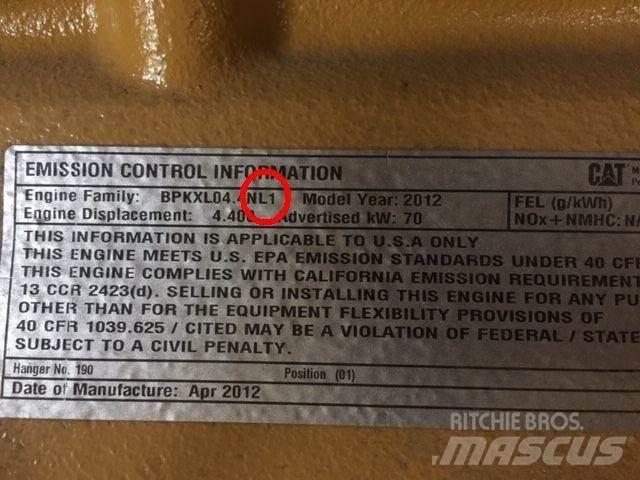 EMISSION CONTROL INFORMATION CAT
Engine Family: BPKXL04.4NL1 Model Year: 2012 FEL (g/kWh)
Engine Displacement: 4.40 Advertised kW: 70 NOx+NMHC: N/
THIS INFORMATION IS APPLICABLE TO U.S.A ONLY
THIS ENGINE MEETS U.S. EPA EMISSION STANDARDS UNDER 40 CFR
THIS ENGINE COMPLIES WITH CALIFORNIA EMISSION REQUIREMENT
13 CCR 2423(d). SELLING OR INSTALLING THIS ENGINE FOR ANY PU
OTHER THAN FOR THE EQUIPMENT FLEXIBILITY PROVISIONS OF
40 CFR 1039.625 / CITED MAY BE A VIOLATION OF FEDERAL / STATE
SUBJECT TO A CIVIL PENALTY.
Hanger No. 190 Position (01)
Date of Manufacture: Apr 2012
RITCHIE BROS.
MASCUS